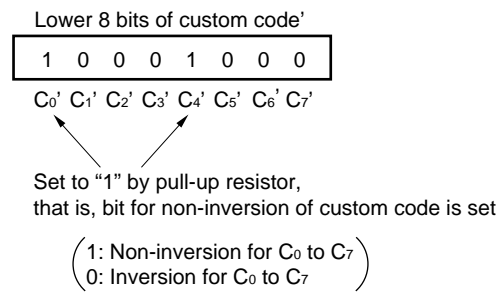 Lower 8 bits of custom code’
1 0 0 0 1 0 0 0
C0’ C1’ C2’ C3’ C4’ C5’ C6’ C7’
Set to “1” by pull-up resistor,
that is, bit for non-inversion of custom code is set
1: Non-inversion for C0 to C7
0: Inversion for C0 to C7